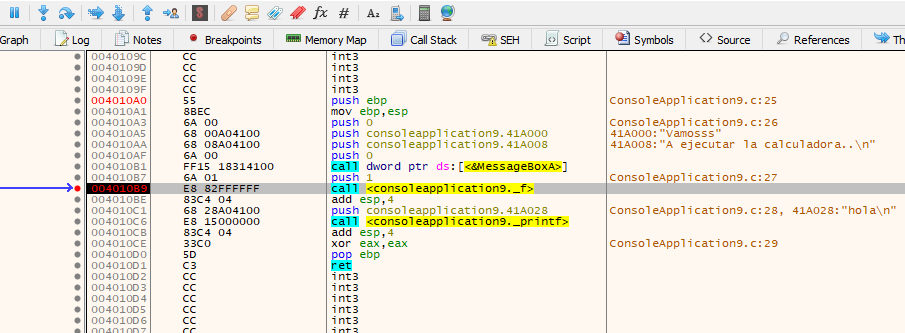 fx # A₂
Graph Log Notes Breakpoints Memory Map Call Stack SEH Script Symbols Source References Th
0040109C CC int3
0040109D CC int3
0040109E CC int3
0040109F CC int3
004010A0 55 push ebp ConsoleApplication9.c:25
004010A1 8BEC mov ebp,esp
004010A3 6A 00 push 0 ConsoleApplication9.c:26
004010A5 68 00A04100 push consoleapplication9.41A000 41A000:"Vamosss"
004010AA 68 08A04100 push consoleapplication9.41A008 41A008:"A ejecutar la calculadora..\n"
004010AF 6A 00 push 0
004010B1 FF15 18314100 call dword ptr ds:[<&MessageBoxA>]
004010B7 6A 01 push 1 ConsoleApplication9.c:27
004010B9 E8 82FFFFFF call <consoleapplication9._f>
004010BE 83C4 04 add esp,4
004010C1 68 28A04100 push consoleapplication9.41A028 ConsoleApplication9.c:28, 41A028:"hola\n"
004010C6 E8 15000000 call <consoleapplication9._printf>
004010CB 83C4 04 add esp,4
004010CE 33C0 xor eax,eax ConsoleApplication9.c:29
004010D0 5D pop ebp
004010D1 C3 ret
004010D2 CC int3
004010D3 CC int3
004010D4 CC int3
004010D5 CC int3
004010D6 CC int3
004010D7 CC int3